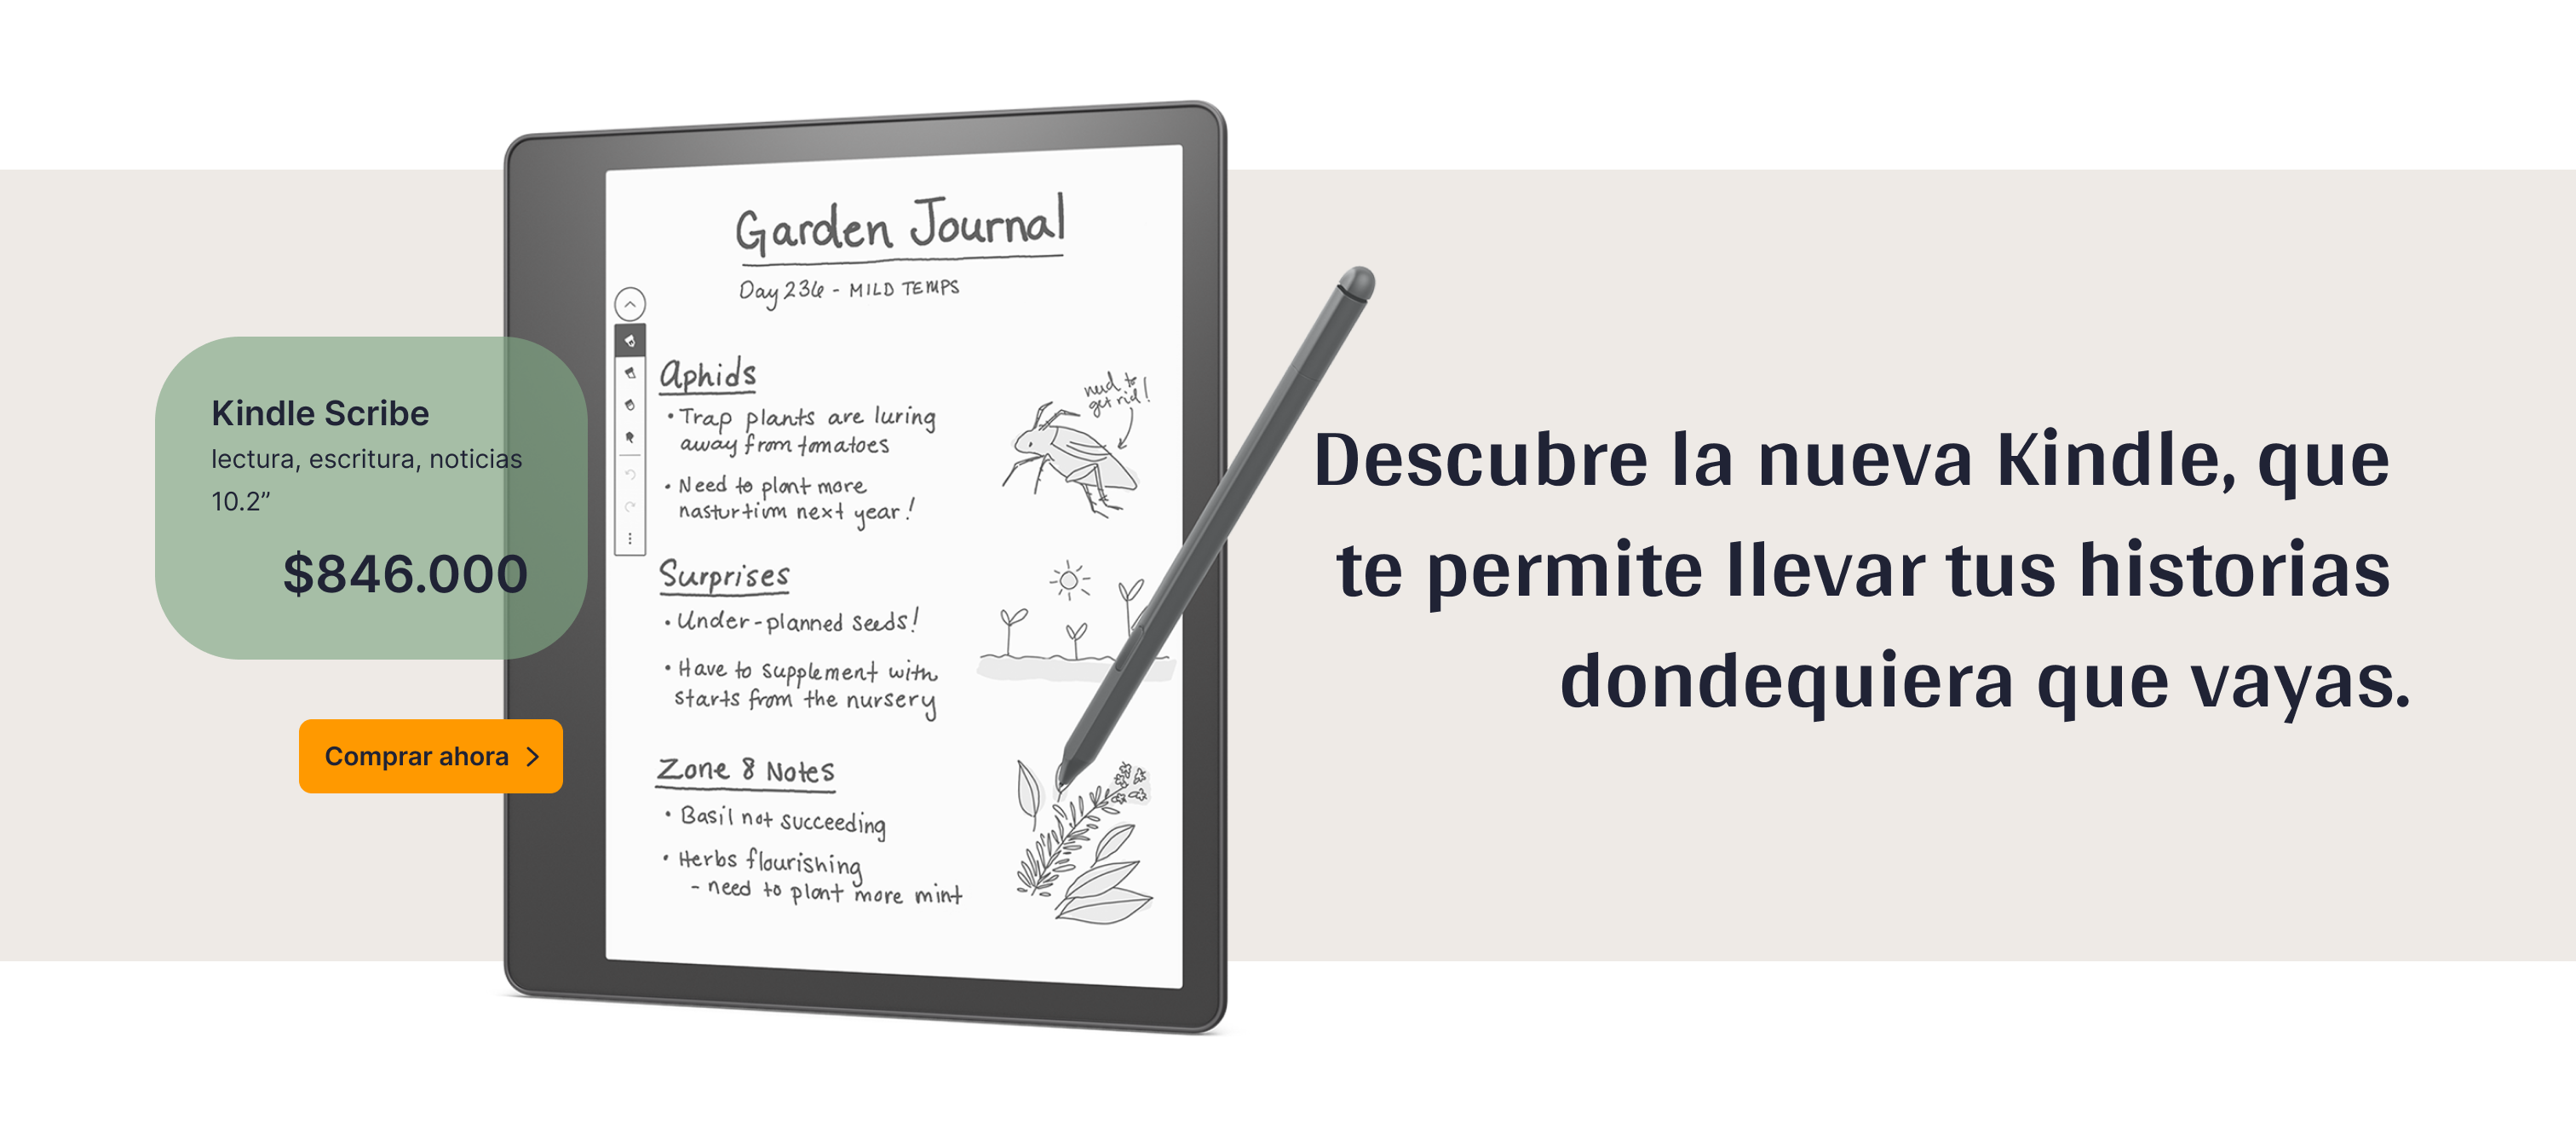 Kindle Scribe
lectura, escritura, noticias
10.2”
$846.000
Comprar ahora
Garden Journal
Day 236 - MILD TEMPS
Aphids
• Trap plants are luring
away from tomatoes
• Need to plant more
nasturtium next year!
need to
get rid!
Surprises
• Under-planned seeds!
• Have to supplement with
starts from the nursery
Zone 8 Notes
• Basil not succeeding
• Herbs flourishing
- need to plant more mint
Descubre la nueva Kindle, que
te permite llevar tus historias
dondequiera que vayas.